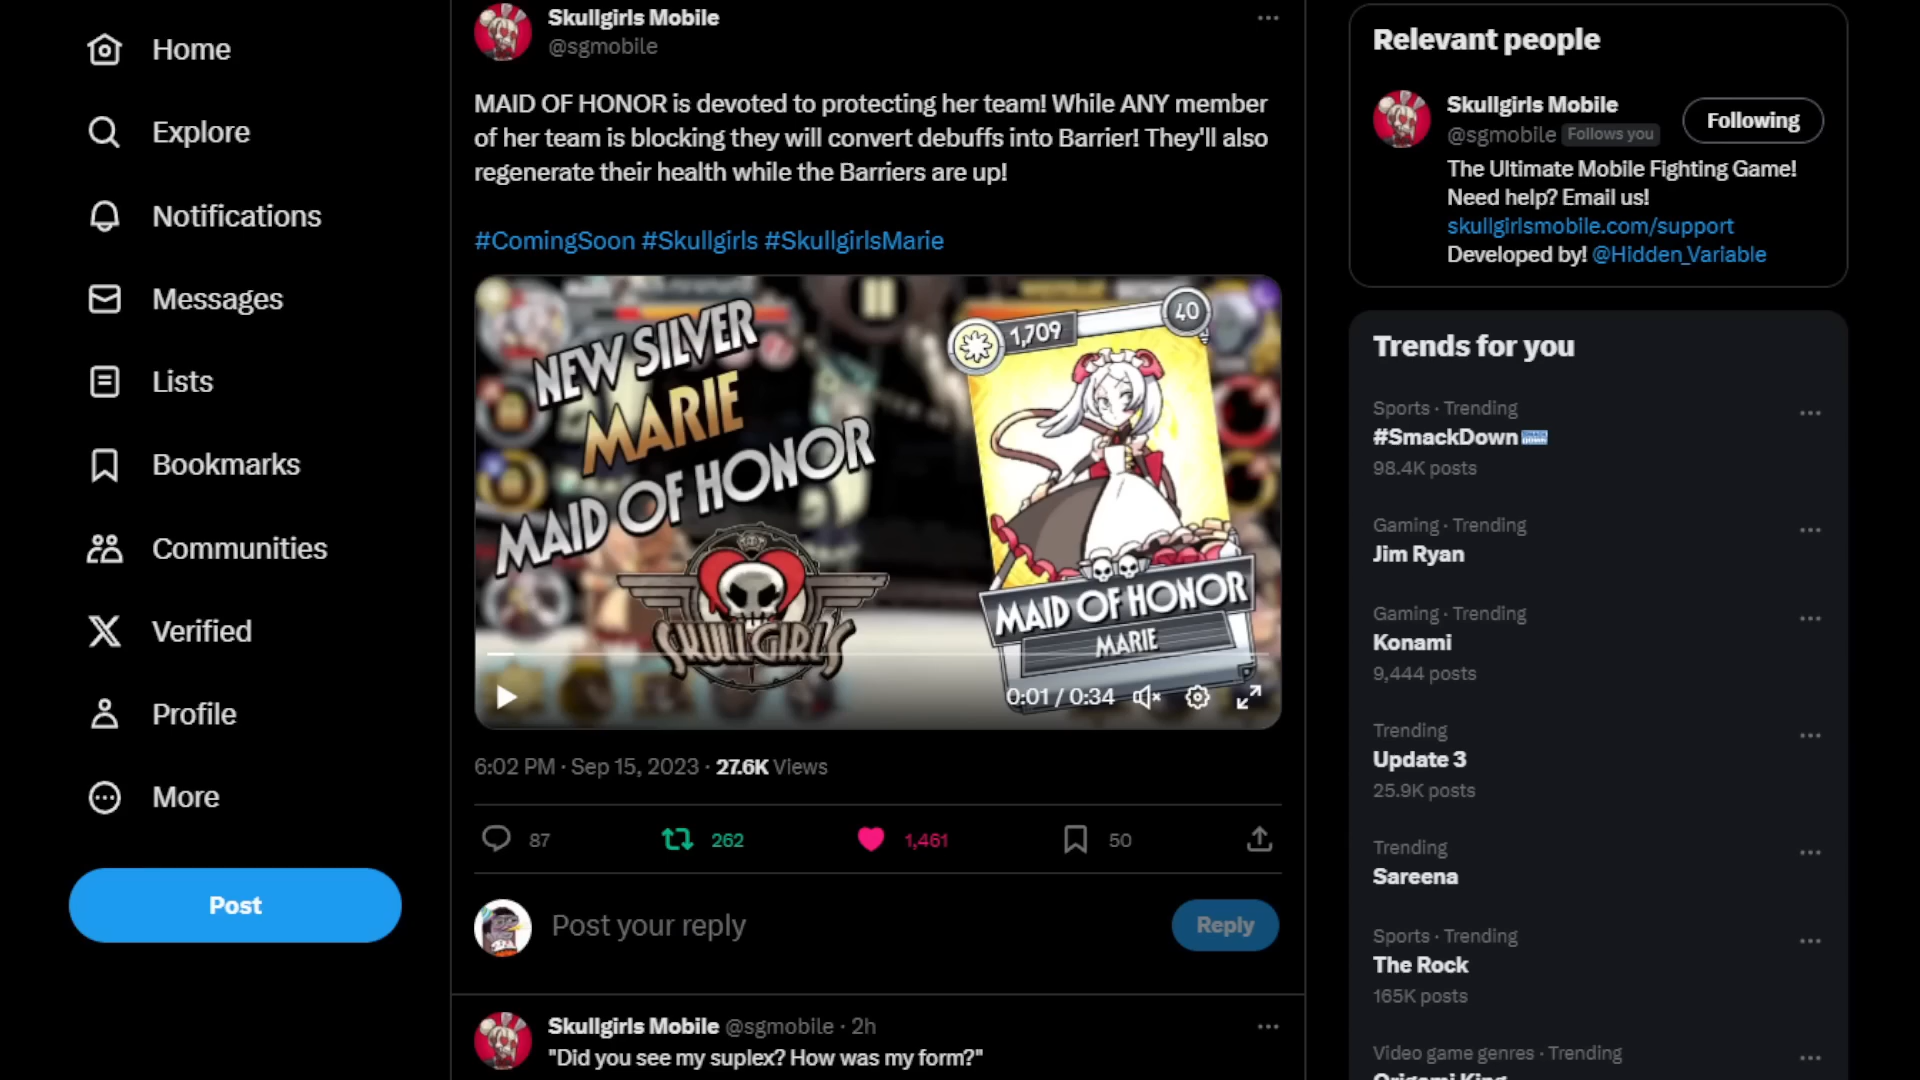 Home
Explore
Notifications
Messages
Lists
Bookmarks
Communities
Verified
Profile
More
Post
Skullgirls Mobile
@sgmobile
MAID OF HONOR is devoted to protecting her team! While ANY member
of her team is blocking they will convert debuffs into Barrier! They'll also
regenerate their health while the Barriers are up!
#ComingSoon #Skullgirls #SkullgirlsMarie
NEW SILVER
MARIE
MAID OF HONOR
SKULLGIRLS
1,709
40
MAID OF HONOR
MARIE
0:01 / 0:34
6:02 PM · Sep 15, 2023 · 27.6K Views
87
262
1,461
50
Post your reply
Reply
Skullgirls Mobile @sgmobile · 2h
"Did you see my suplex? How was my form?"
Relevant people
Skullgirls Mobile
@sgmobile Follows you
Following
The Ultimate Mobile Fighting Game!
Need help? Email us!
skullgirlsmobile.com/support
Developed by! @Hidden_Variable
Trends for you
Sports · Trending
#SmackDown
98.4K posts
Gaming · Trending
Jim Ryan
Gaming · Trending
Konami
9,444 posts
Trending
Update 3
25.9K posts
Trending
Sareena
Sports · Trending
The Rock
165K posts
Video game genres · Trending
Origami King